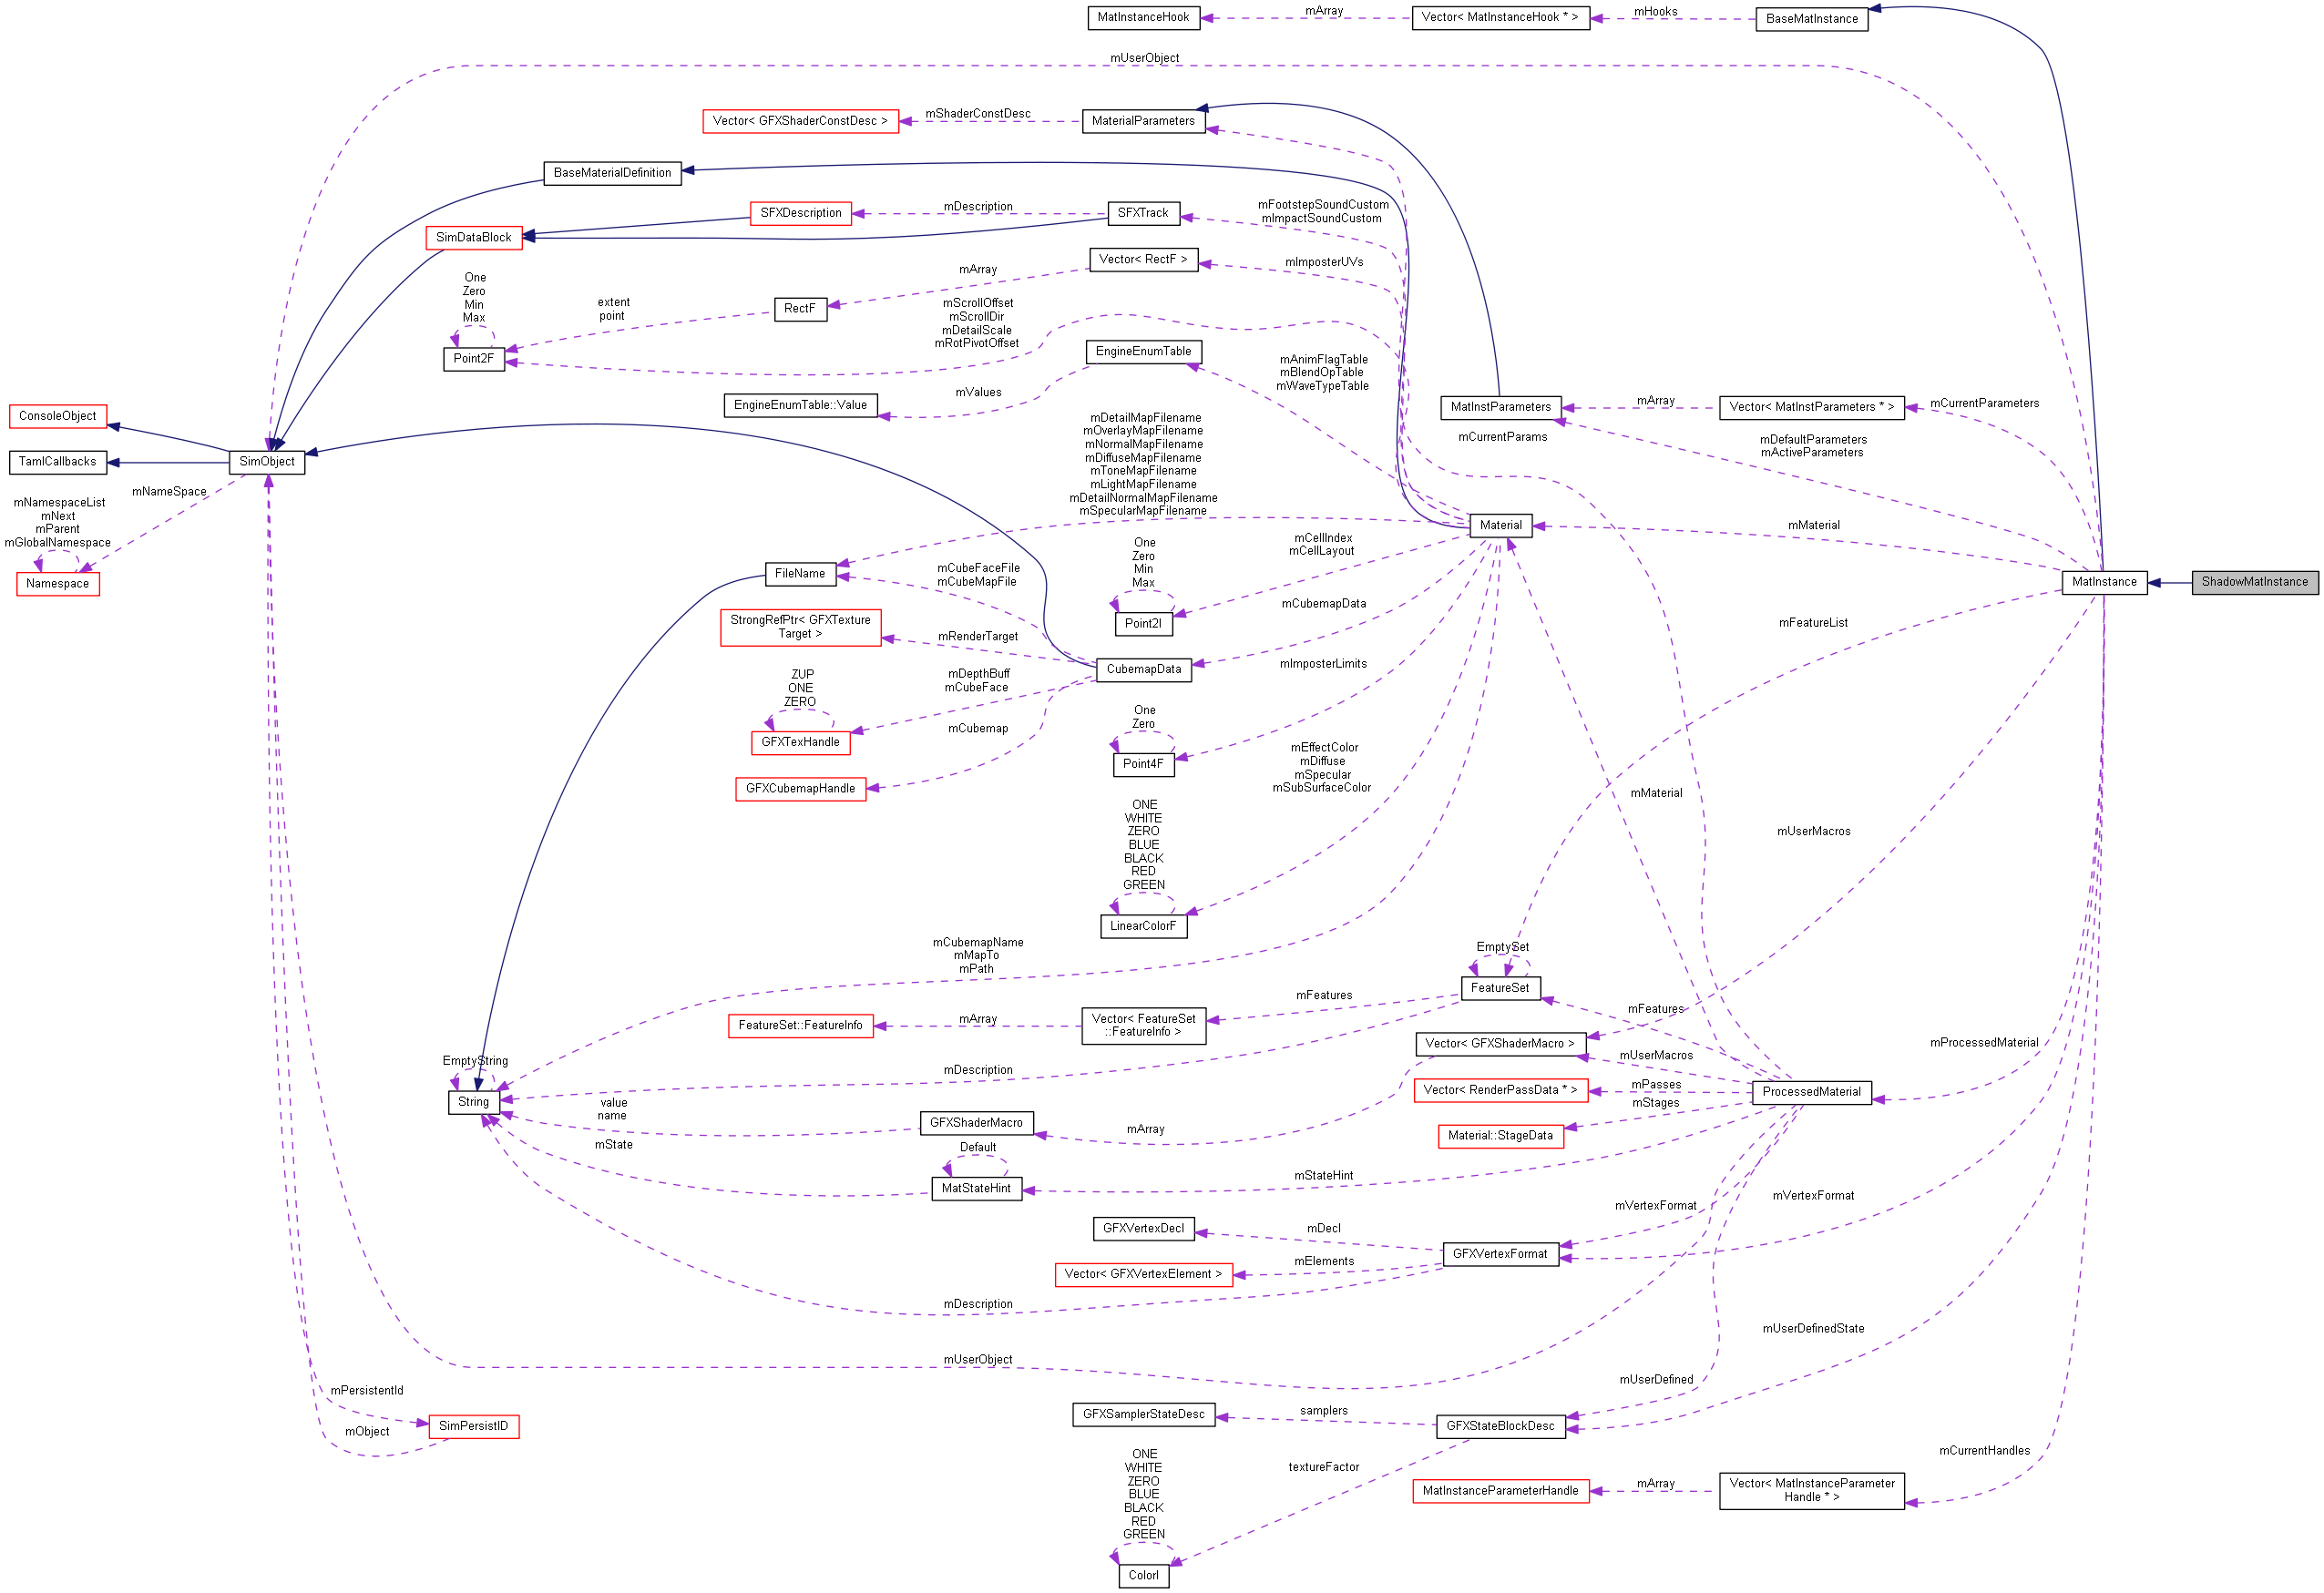 MatInstanceHook
mArray
Vector< MatInstanceHook * >
mHooks
BaseMatInstance
mUserObject
Vector< GFXShaderConstDesc >
mShaderConstDesc
MaterialParameters
BaseMaterialDefinition
SFXDescription
mDescription
SFXTrack
mFootstepSoundCustom
mImpactSoundCustom
SimDataBlock
Vector< RectF >
mImposterUVs
mArray
One
Zero
Min
Max
extent
point
RectF
mScrollOffset
mScrollDir
mDetailScale
mRotPivotOffset
Point2F
EngineEnumTable
mAnimFlagTable
mBlendOpTable
mWaveTypeTable
EngineEnumTable::Value
mValues
MatInstParameters
mArray
Vector< MatInstParameters * >
mCurrentParameters
ConsoleObject
mDetailMapFilename
mOverlayMapFilename
mNormalMapFilename
mDiffuseMapFilename
mToneMapFilename
mLightMapFilename
mDetailNormalMapFilename
mSpecularMapFilename
mCurrentParams
mDefaultParameters
mActiveParameters
TamlCallbacks
SimObject
mNameSpace
mNamespaceList
mNext
mParent
mGlobalNamespace
Namespace
Material
mMaterial
One
Zero
Min
Max
mCellIndex
mCellLayout
FileName
mCubeFaceFile
mCubeMapFile
MatInstance
ShadowMatInstance
StrongRefPtr< GFXTexture
Target >
mRenderTarget
Point2I
mCubemapData
mFeatureList
CubemapData
mImposterLimits
ZUP
ONE
ZERO
mDepthBuff
mCubeFace
GFXTexHandle
mCubemap
One
Zero
Point4F
GFXCubemapHandle
mEffectColor
mDiffuse
mSpecular
mSubSurfaceColor
mMaterial
mUserMacros
ONE
WHITE
ZERO
BLUE
BLACK
RED
GREEN
LinearColorF
mCubemapName
mMapTo
mPath
EmptySet
FeatureSet
mFeatures
FeatureSet::FeatureInfo
mArray
Vector< FeatureSet
::FeatureInfo >
mFeatures
Vector< GFXShaderMacro >
mUserMacros
mProcessedMaterial
EmptyString
String
mDescription
Vector< RenderPassData * >
mPasses
mStages
ProcessedMaterial
value
name
GFXShaderMacro
mArray
Material::StageData
mState
Default
MatStateHint
mStateHint
mVertexFormat
mVertexFormat
GFXVertexDecl
mDecl
GFXVertexFormat
Vector< GFXVertexElement >
mElements
mDescription
mUserObject
mUserDefinedState
mUserDefined
mPersistentId
SimPersistID
mObject
GFXSamplerStateDesc
samplers
GFXStateBlockDesc
textureFactor
mCurrentHandles
ONE
WHITE
ZERO
BLUE
BLACK
RED
GREEN
MatInstanceParameterHandle
mArray
Vector< MatInstanceParameter
Handle * >
ColorI